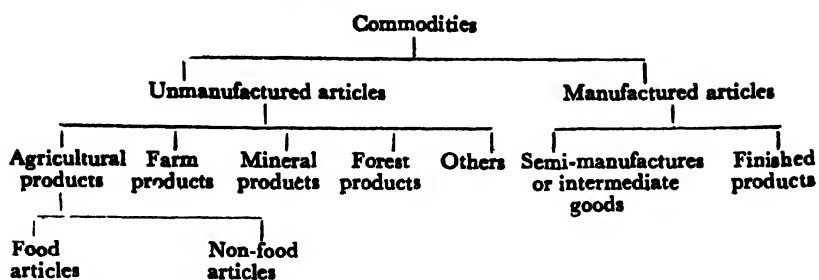 Commodities
Unmanufactured articles Manufactured articles
Agricultural Farm Mineral Forest Others Semi-manufactures Finished
products products products products or intermediate products
goods
Food Non-food
articles articles